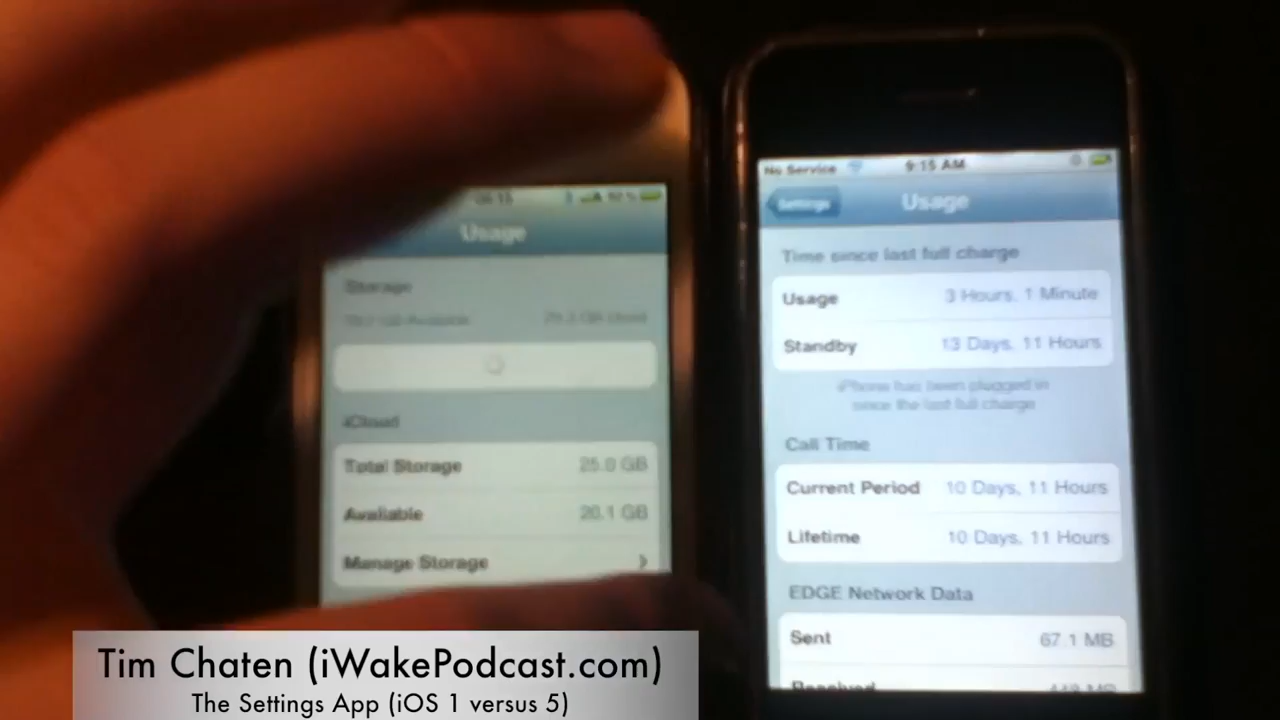 Usage
Storage
iCloud
Total Storage 25.0 GB
Available 20.1 GB
Manage Storage
No Service 9:15 AM
Settings Usage
Time since last full charge
Usage 3 Hours, 1 Minute
Standby 13 Days, 11 Hours
iPhone has been plugged in
since the last full charge
Call Time
Current Period 10 Days, 11 Hours
Lifetime 10 Days, 11 Hours
EDGE Network Data
Sent 67.1 MB
Received
Tim Chaten (iWakePodcast.com)
The Settings App (iOS 1 versus 5)